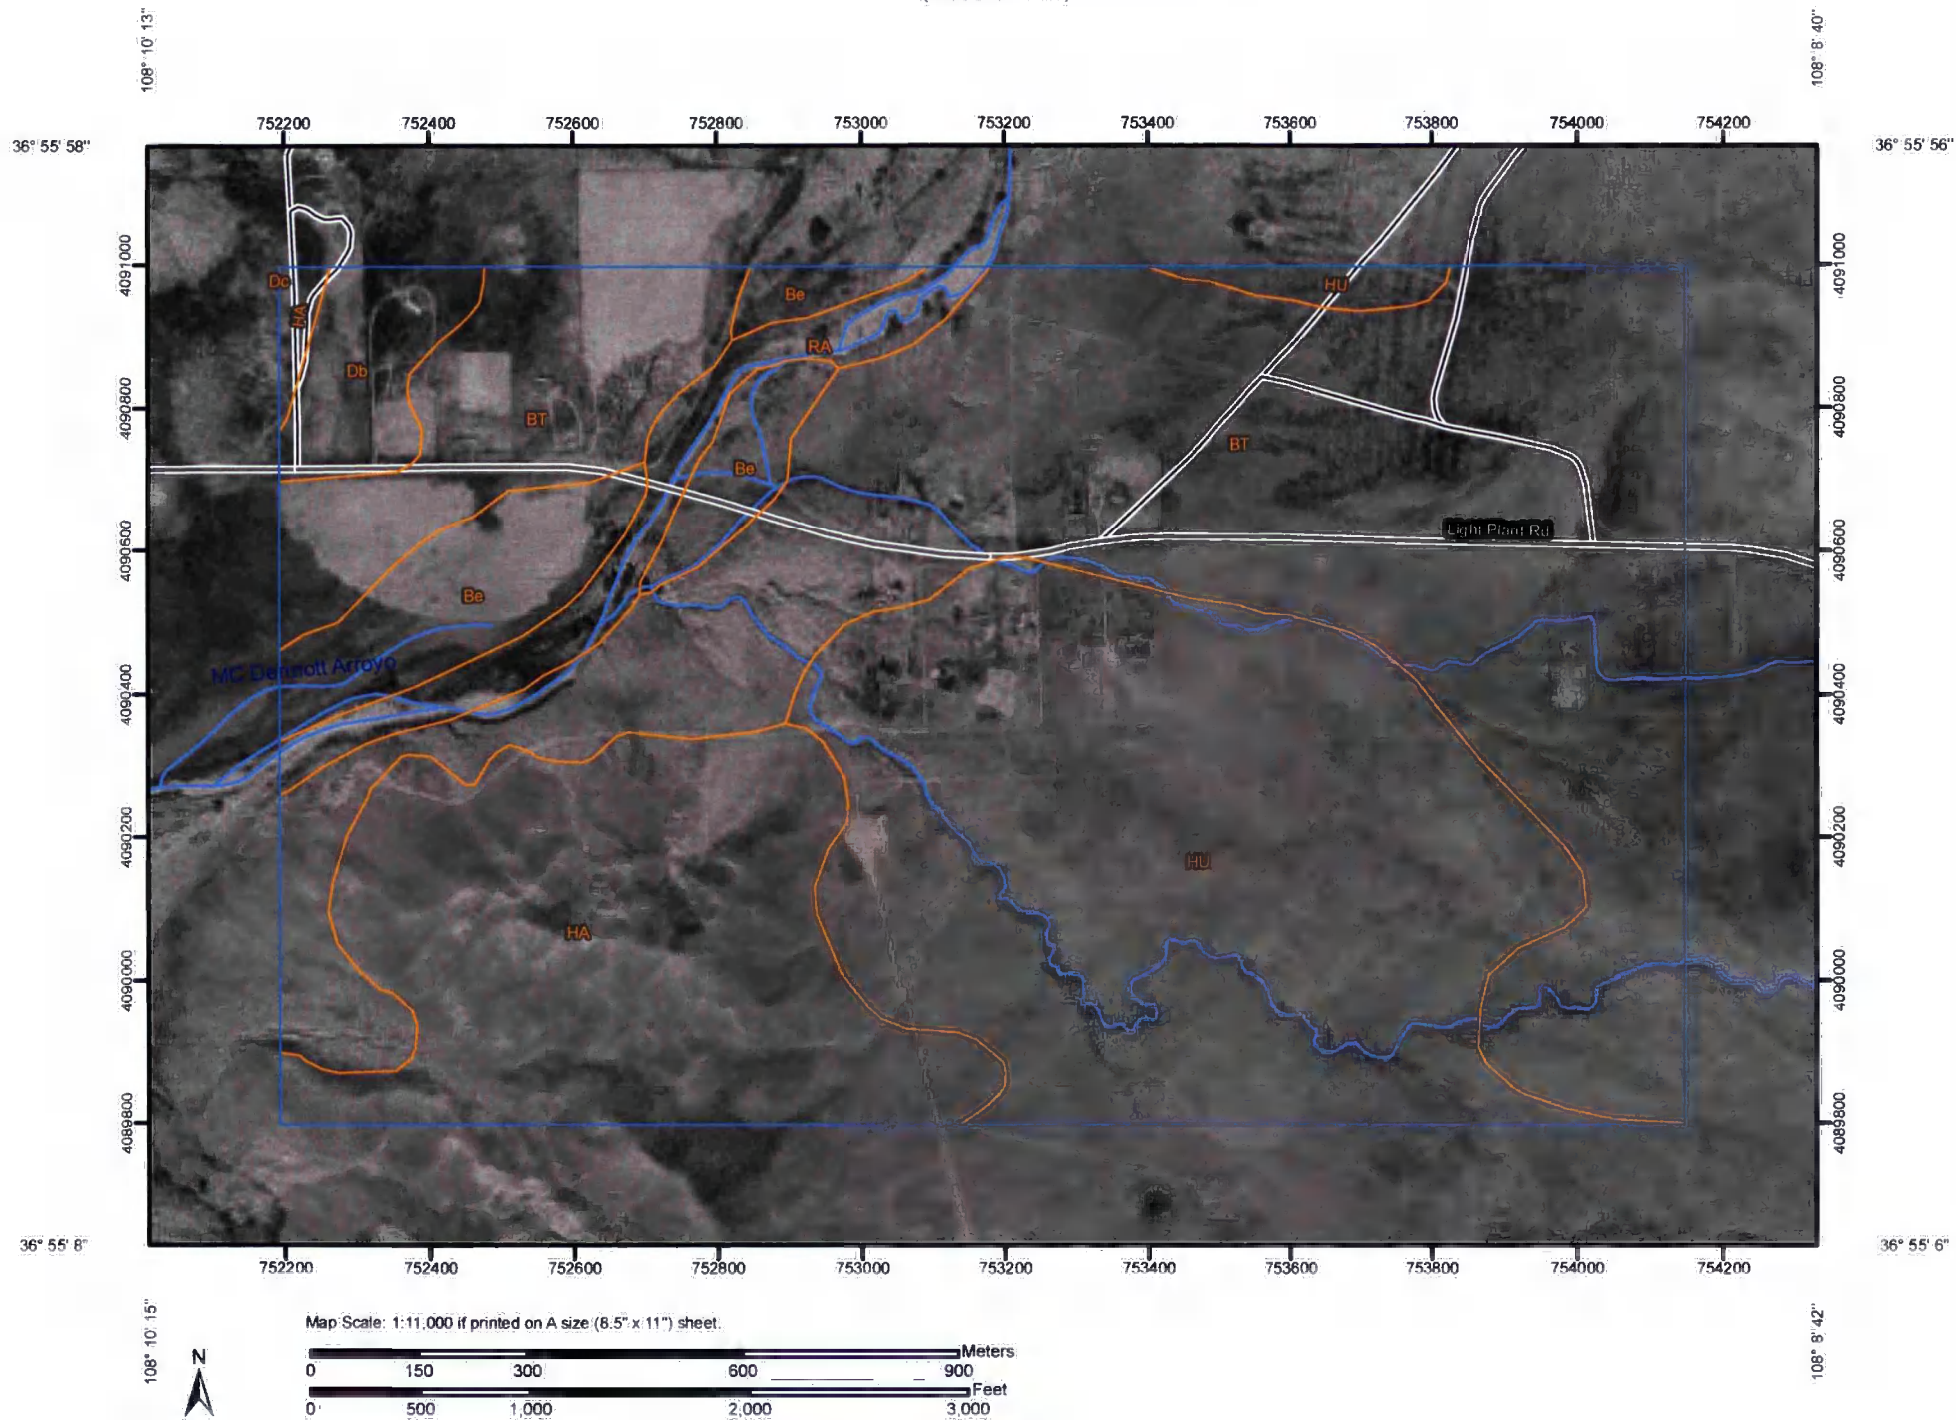 108° 10' 13"
108° 8' 40"
752200 752400 752600 752800 753000 753200 753400 753600 753800 754000 754200
36° 55' 58"
36° 55' 56"
4091000
4091000
Dc
HA
Be
HU
RA
Db
4090800
4090800
BT
BT
Be
Light Plant Rd
4090600
4090600
Be
MC Dermott Arroyo
4090400
4090400
4090200
4090200
HU
HA
4090000
4090000
4089800
4089800
36° 55' 8"
36° 55' 6"
752200 752400 752600 752800 753000 753200 753400 753600 753800 754000 754200
108° 10' 15"
108° 8' 42"
Map Scale: 1:11,000 if printed on A size (8.5" x 11") sheet.
N
Meters
0 150 300 600 900
Feet
0 500 1,000 2,000 3,000